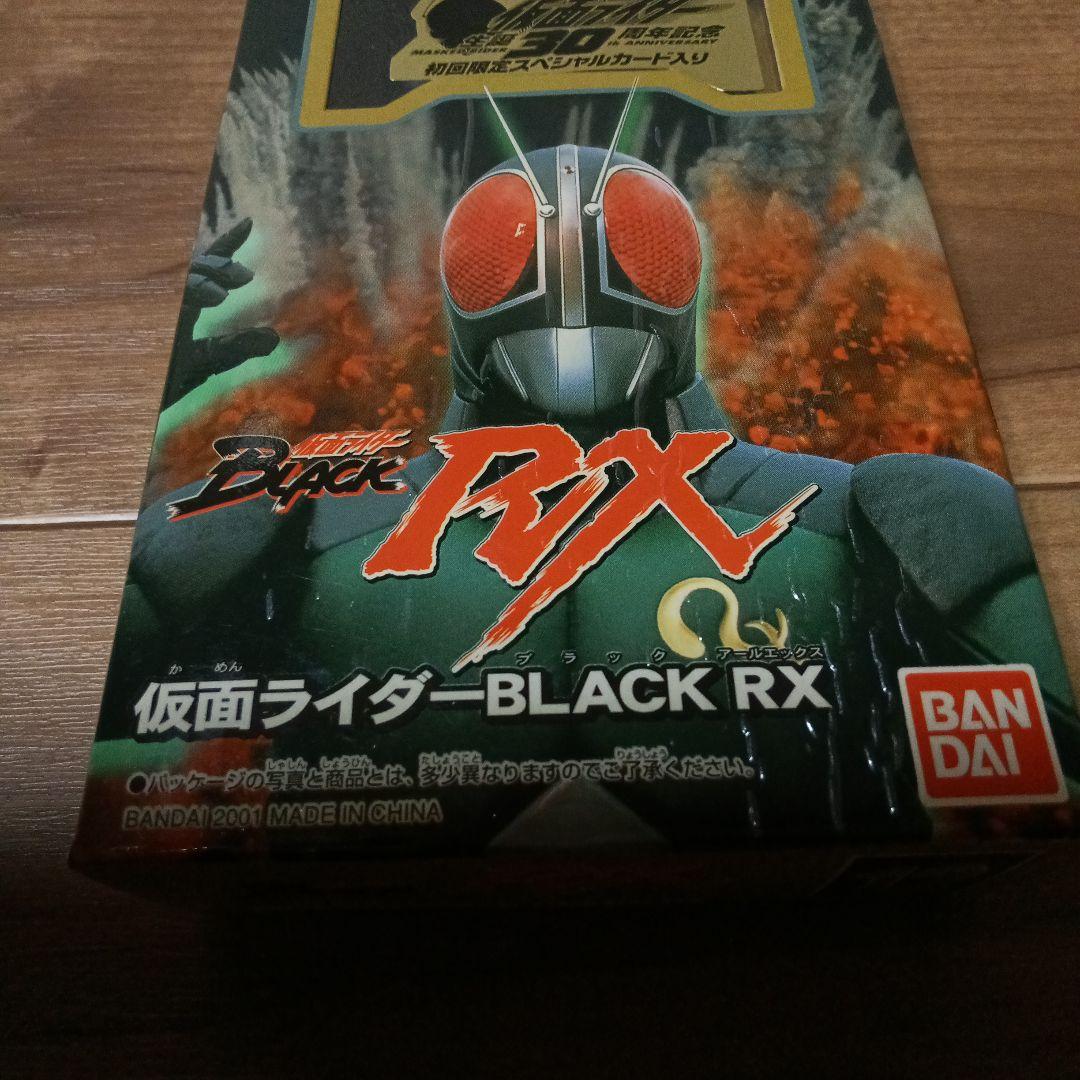 仮面ライダー
生誕30周年記念
MASKED RIDER 30th ANNIVERSARY
初回限定スペシャルカード入り
仮面ライダー
BLACK
RX
か めん ブラック アールエックス
仮面ライダーBLACK RX
BAN
DAI
しゃしん しょうひん たしょうこと りょうしょう
●パッケージの写真と商品とは、多少異なりますのでご了承ください。
BANDAI 2001 MADE IN CHINA